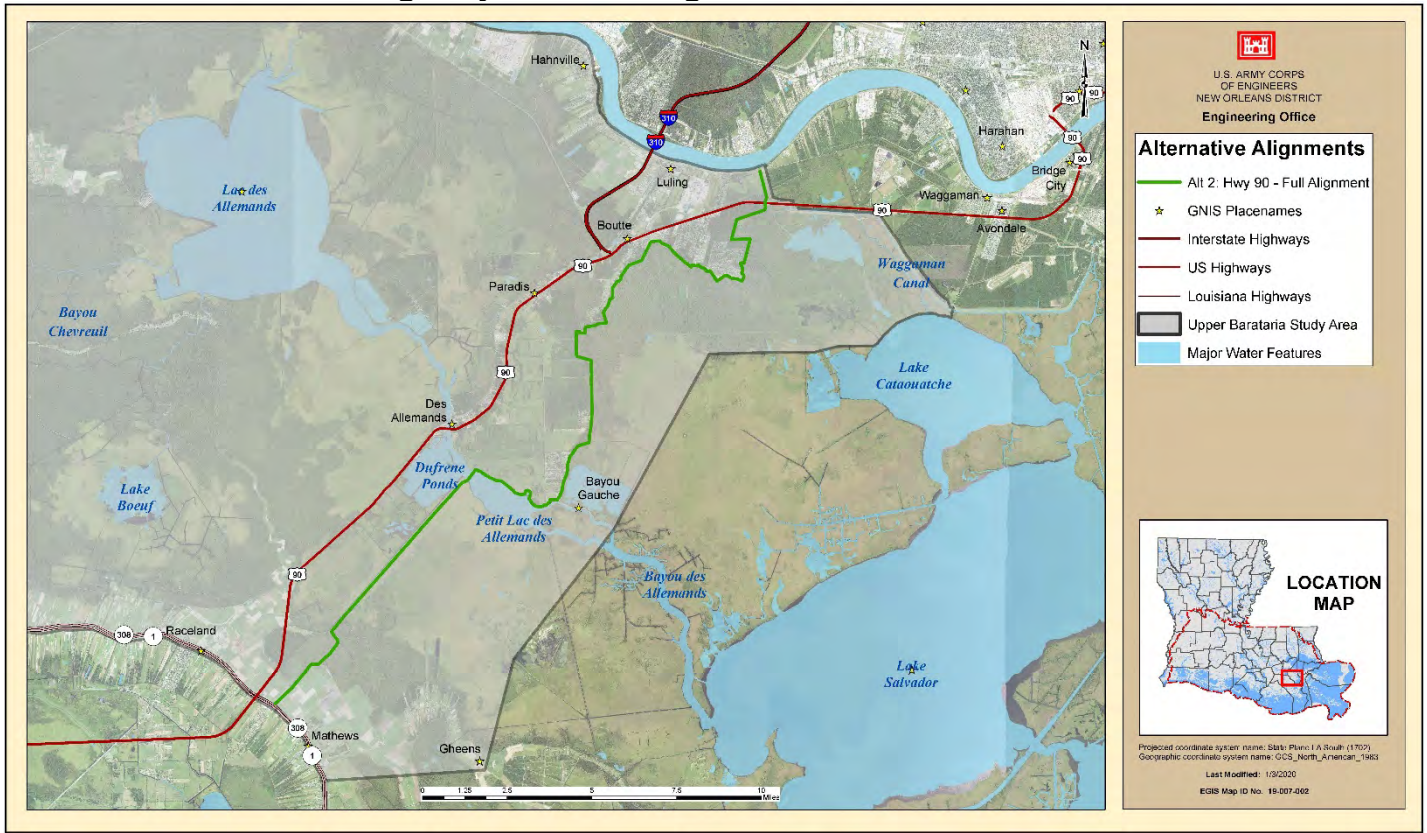 Hahnville
N
310
310
90
90
90
90
Harahan
Luling
Bridge
City
Lac des
Allemands
Waggaman
Avondale
90
Boutte
90
Waggaman
Canal
Paradis
Bayou
Chevreuil
90
Lake
Cataouatche
Des
Allemands
Dufrene
Ponds
Lake
Boeuf
Bayou
Gauche
Petit Lac des
Allemands
90
Bayou des
Allemands
308
1
Raceland
Lake
Salvador
308
Mathews
1
Gheens
0 1.25 2.5 5 7.5 10
Miles
U.S. ARMY CORPS
OF ENGINEERS
NEW ORLEANS DISTRICT
Engineering Office
Alternative Alignments
Alt 2: Hwy 90 - Full Alignment
GNIS Placenames
Interstate Highways
US Highways
Louisiana Highways
Upper Barataria Study Area
Major Water Features
LOCATION
MAP
Projected coordinate system name: State Plane LA South (1702)
Geographic coordinate system name: GCS_North_American_1983
Last Modified: 1/3/2020
EGIS Map ID No. 19-007-002